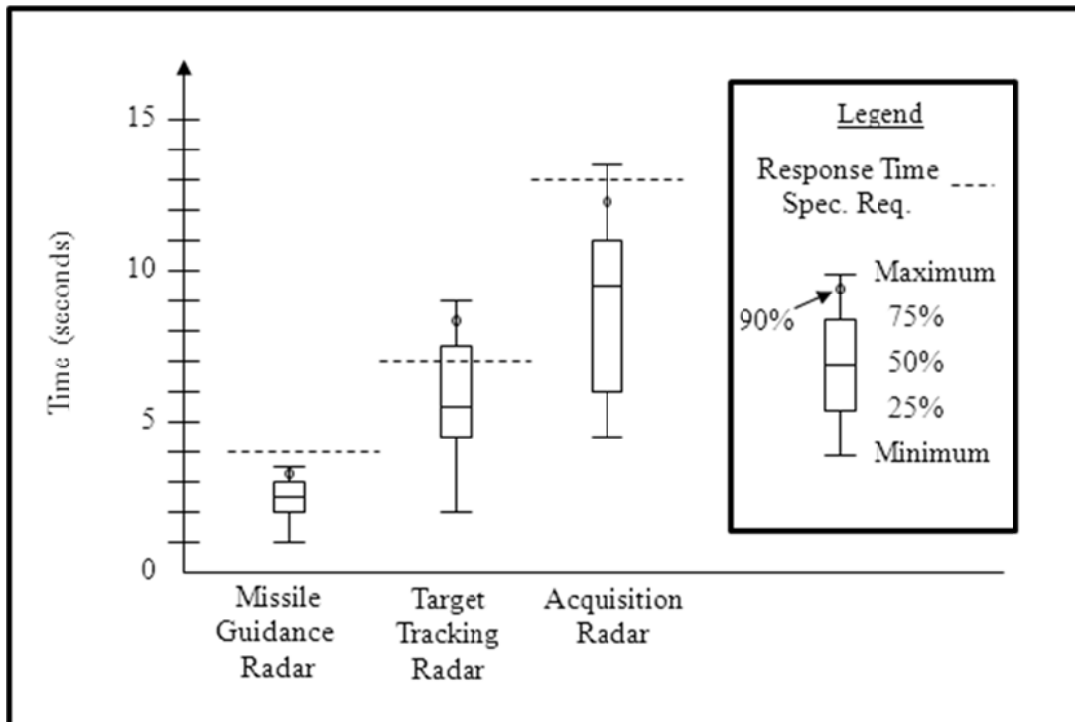 15
10
5
0
Time (seconds)
Missile
Guidance
Radar
Target
Tracking
Radar
Acquisition
Radar
Legend
Response Time
Spec. Req.
90%
Maximum
75%
50%
25%
Minimum